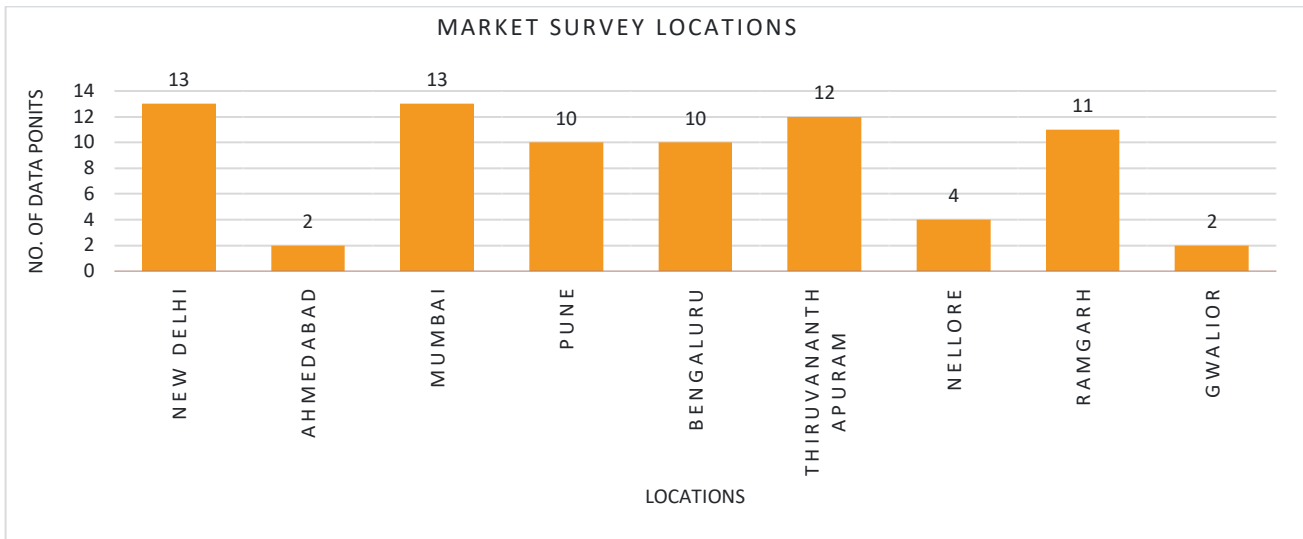 MARKET SURVEY LOCATIONS
NO. OF DATA PONITS
14
12
10
8
6
4
2
0
13
2
13
10
10
12
4
11
2
NEW DELHI
AHMEDABAD
MUMBAI
PUNE
BENGALURU
THIRUVANANTH
APURAM
NELLORE
RAMGARH
GWALIOR
LOCATIONS